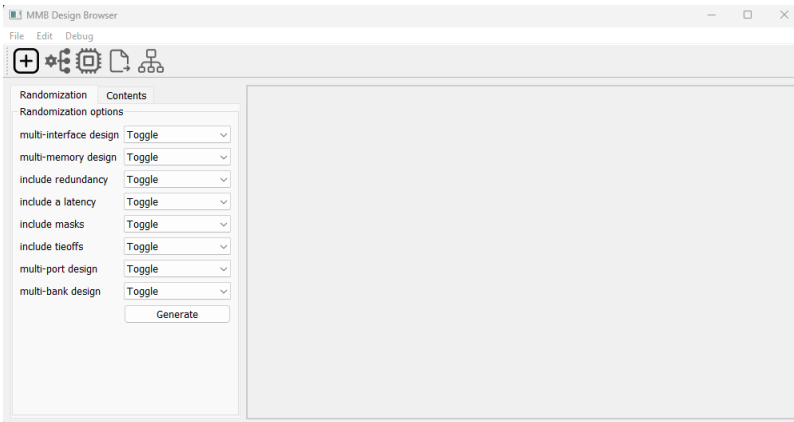 MMB Design Browser
File Edit Debug
Randomization Contents
Randomization options
multi-interface design Toggle
multi-memory design Toggle
include redundancy Toggle
include a latency Toggle
include masks Toggle
include tieoffs Toggle
multi-port design Toggle
multi-bank design Toggle
Generate